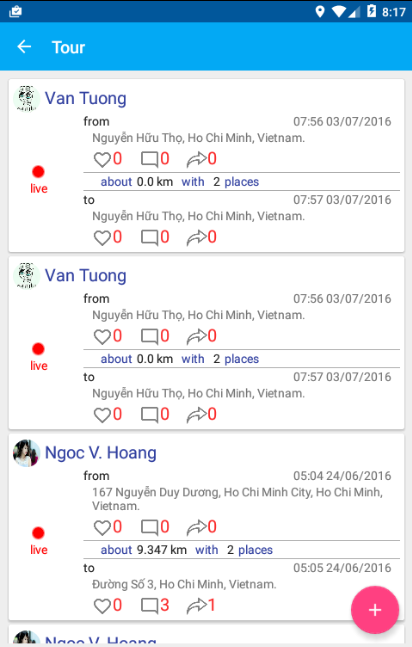 8:17
Tour
Van Tuong
from 07:56 03/07/2016
Nguyễn Hữu Thọ, Ho Chi Minh, Vietnam.
0 0 0
live
about 0.0 km with 2 places
to 07:57 03/07/2016
Nguyễn Hữu Thọ, Ho Chi Minh, Vietnam.
0 0 0
Van Tuong
from 07:56 03/07/2016
Nguyễn Hữu Thọ, Ho Chi Minh, Vietnam.
0 0 0
live
about 0.0 km with 2 places
to 07:57 03/07/2016
Nguyễn Hữu Thọ, Ho Chi Minh, Vietnam.
0 0 0
Ngoc V. Hoang
from 05:04 24/06/2016
167 Nguyễn Duy Dương, Ho Chi Minh City, Ho Chi Minh,
Vietnam.
0 0 0
live
about 9.347 km with 2 places
to 05:05 24/06/2016
Đường Số 3, Ho Chi Minh, Vietnam.
0 3 1
Ngoc V. Hoang